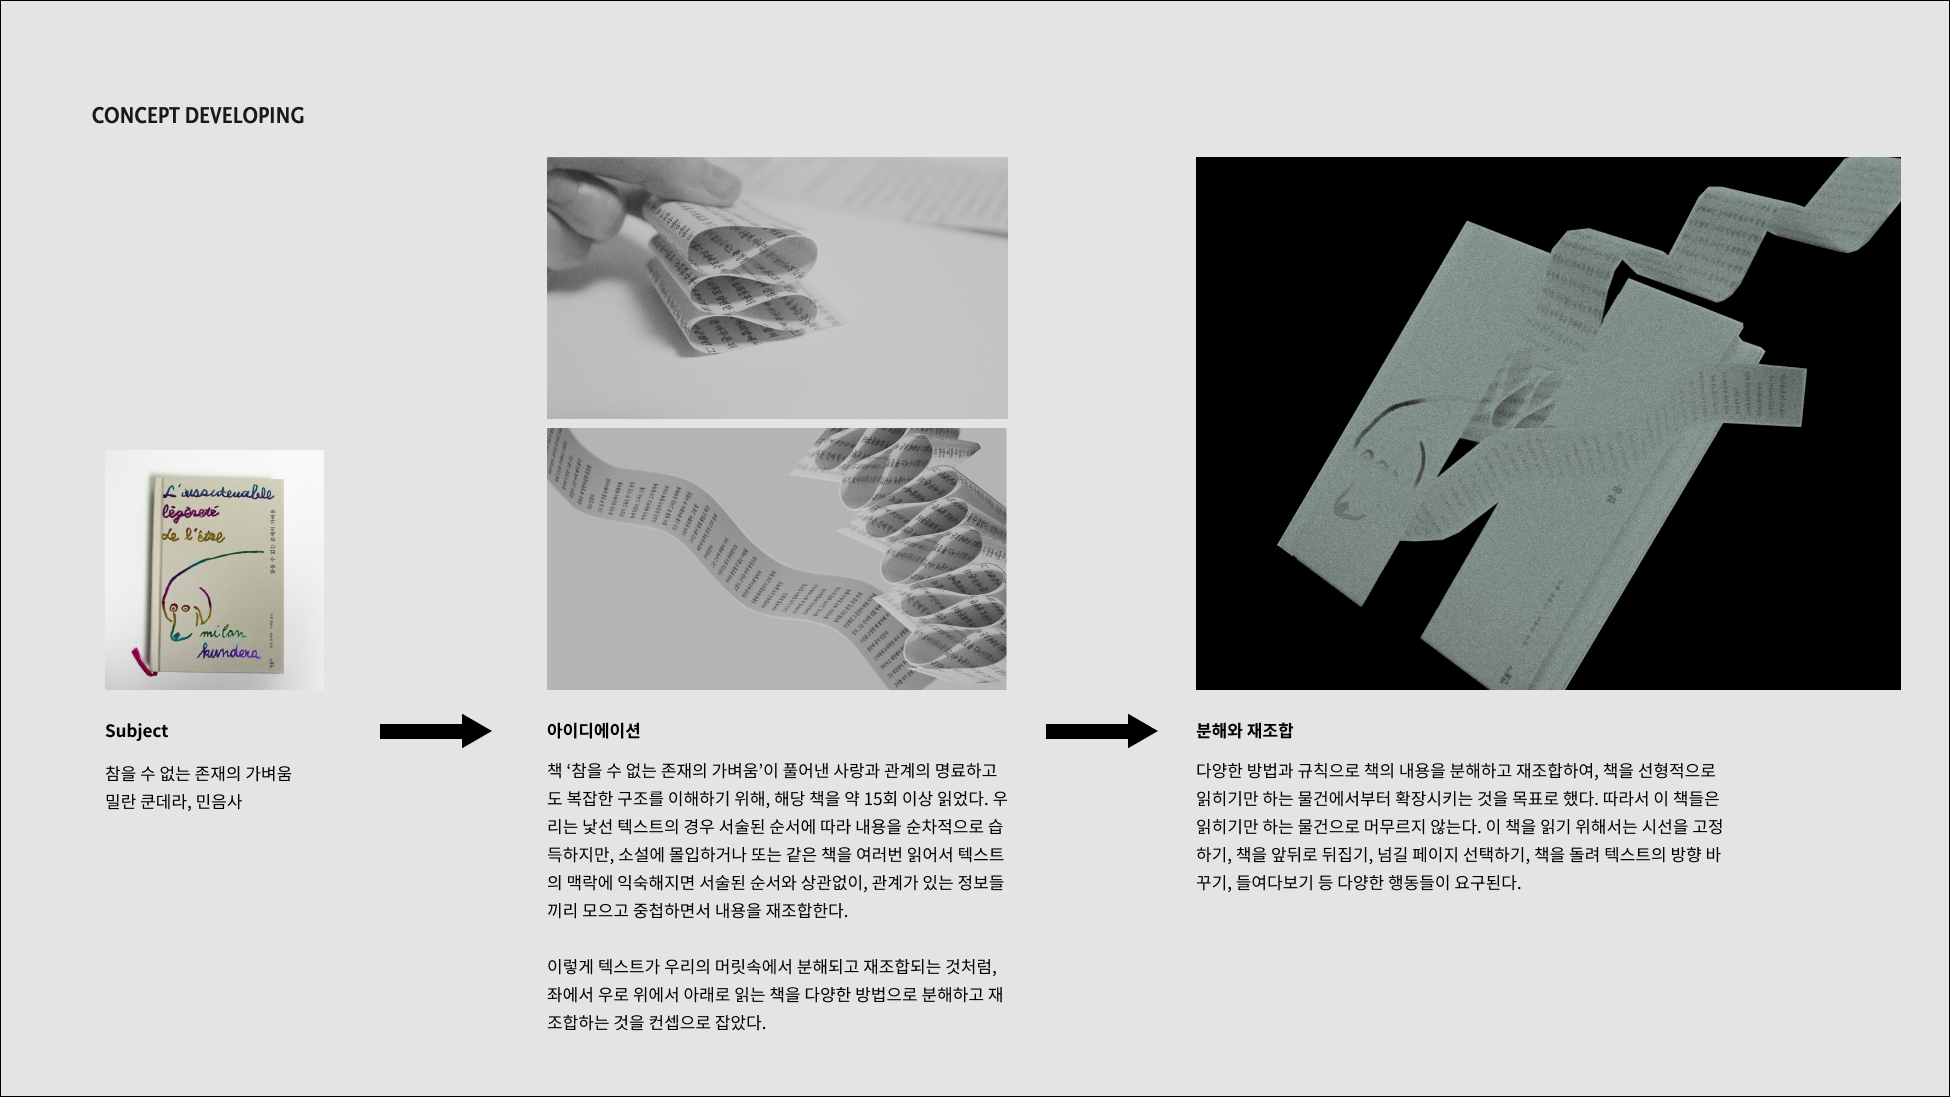 CONCEPT DEVELOPING
L'insoutenable
légèreté
de l'être
참을 수 없는 존재의 가벼움
milan
kundera
Subject
참을 수 없는 존재의 가벼움
밀란 쿤데라, 민음사
아이디에이션
책 ‘참을 수 없는 존재의 가벼움’이 풀어낸 사랑과 관계의 명료하고
도 복잡한 구조를 이해하기 위해, 해당 책을 약 15회 이상 읽었다. 우
리는 낯선 텍스트의 경우 서술된 순서에 따라 내용을 순차적으로 습
득하지만, 소설에 몰입하거나 또는 같은 책을 여러번 읽어서 텍스트
의 맥락에 익숙해지면 서술된 순서와 상관없이, 관계가 있는 정보들
끼리 모으고 중첩하면서 내용을 재조합한다.
이렇게 텍스트가 우리의 머릿속에서 분해되고 재조합되는 것처럼,
좌에서 우로 위에서 아래로 읽는 책을 다양한 방법으로 분해하고 재
조합하는 것을 컨셉으로 잡았다.
분해와 재조합
다양한 방법과 규칙으로 책의 내용을 분해하고 재조합하여, 책을 선형적으로
읽히기만 하는 물건에서부터 확장시키는 것을 목표로 했다. 따라서 이 책들은
읽히기만 하는 물건으로 머무르지 않는다. 이 책을 읽기 위해서는 시선을 고정
하기, 책을 앞뒤로 뒤집기, 넘길 페이지 선택하기, 책을 돌려 텍스트의 방향 바
꾸기, 들여다보기 등 다양한 행동들이 요구된다.